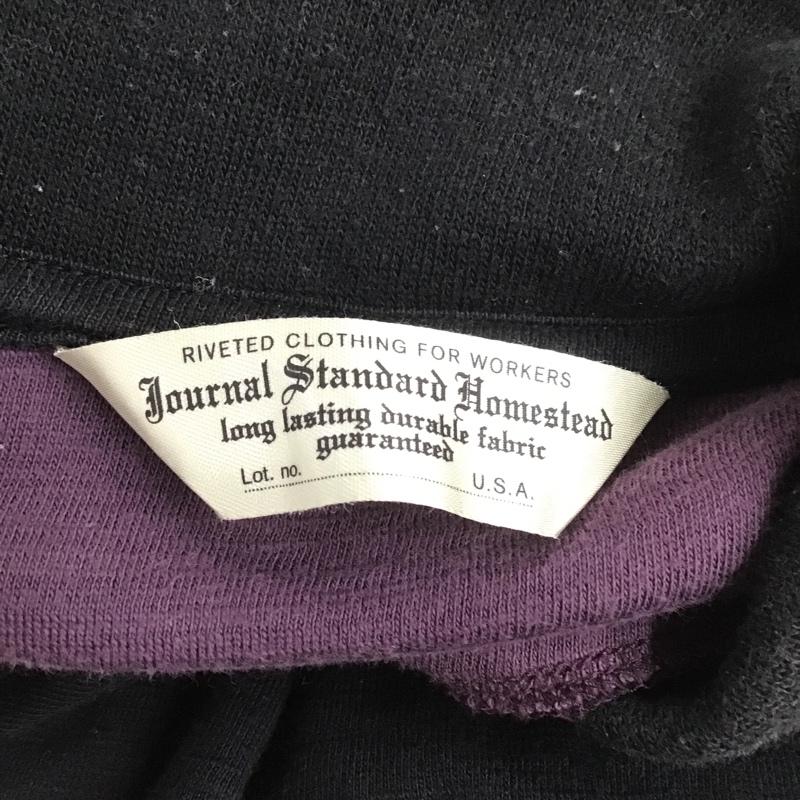 RIVETED CLOTHING FOR WORKERS
Journal Standard Homestead
long lasting durable fabric
guaranteed
Lot. no. U.S.A.